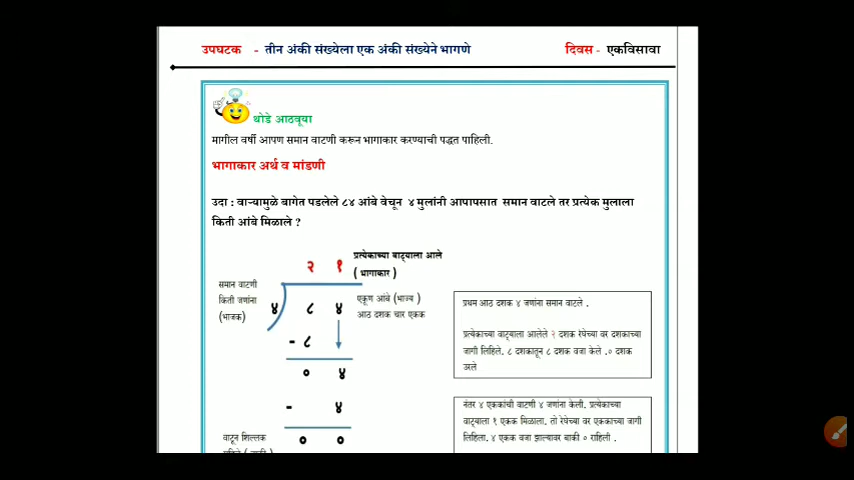 उपघटक - तीन अंकी संख्येला एक अंकी संख्येने भागणे दिवस - एकविसावा
थोडे आठवूया
मागील वर्षी आपण समान वाटणी करून भागाकार करण्याची पद्धत पाहिली.
भागाकार अर्थ व मांडणी
उदा : वाऱ्यामुळे बागेत पडलेले ८४ आंबे वेचून ४ मुलांनी आपापसात समान वाटले तर प्रत्येक मुलाला
किती आंबे मिळाले ?
२ १ प्रत्येकाच्या वाट्याला आले
( भागाकार )
समान वाटणी
किती जणांना
(भाजक)
४ ८ ४
एकूण आंबे (भाज्य )
आठ दशक चार एकक
- ८
० ४
- ४
० ०
वाटून शिल्लक
प्रथम आठ दशक ४ जणांना समान वाटले .
प्रत्येकाच्या वाट्याला आलेले २ दशक रेघेच्या वर दशकाच्या
जागी लिहिले. ८ दशकातून ८ दशक वजा केले .० दशक
उरले
नंतर ४ एककांची वाटणी ४ जणांना केली. प्रत्येकाच्या
वाट्याला १ एकक मिळाला. तो रेघेच्या वर एककाच्या जागी
लिहिला. ४ एकक वजा झाल्यावर बाकी ० राहिली .